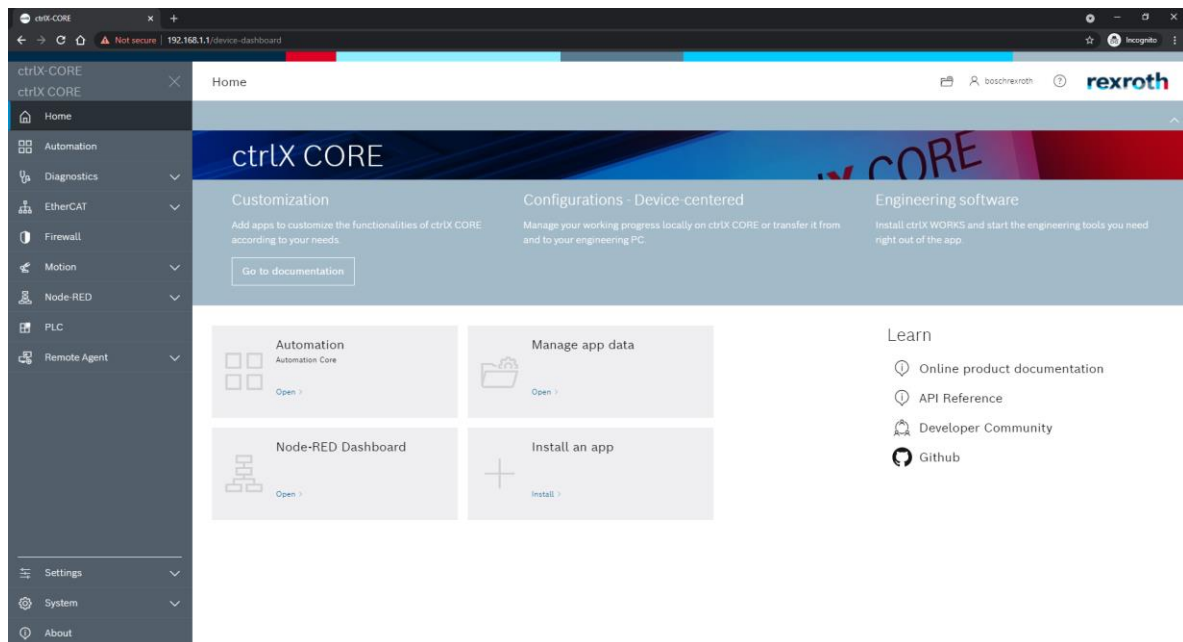 ctrlX-CORE
Not secure 192.168.1.1/device-dashboard
Incognito
ctrlX-CORE
ctrlX CORE
Home
Automation
Diagnostics
EtherCAT
Firewall
Motion
Node-RED
PLC
Remote Agent
Settings
System
About
Home
boschrexroth
rexroth
ctrlX CORE
X CORE
Customization
Add apps to customize the functionalities of ctrlX CORE
according to your needs.
Go to documentation
Configurations - Device-centered
Manage your working progress locally on ctrlX CORE or transfer it from
and to your engineering PC.
Engineering software
Install ctrlX WORKS and start the engineering tools you need
right out of the app.
Automation
Automation Core
Open
Manage app data
Open
Node-RED Dashboard
Open
Install an app
Install
Learn
Online product documentation
API Reference
Developer Community
Github